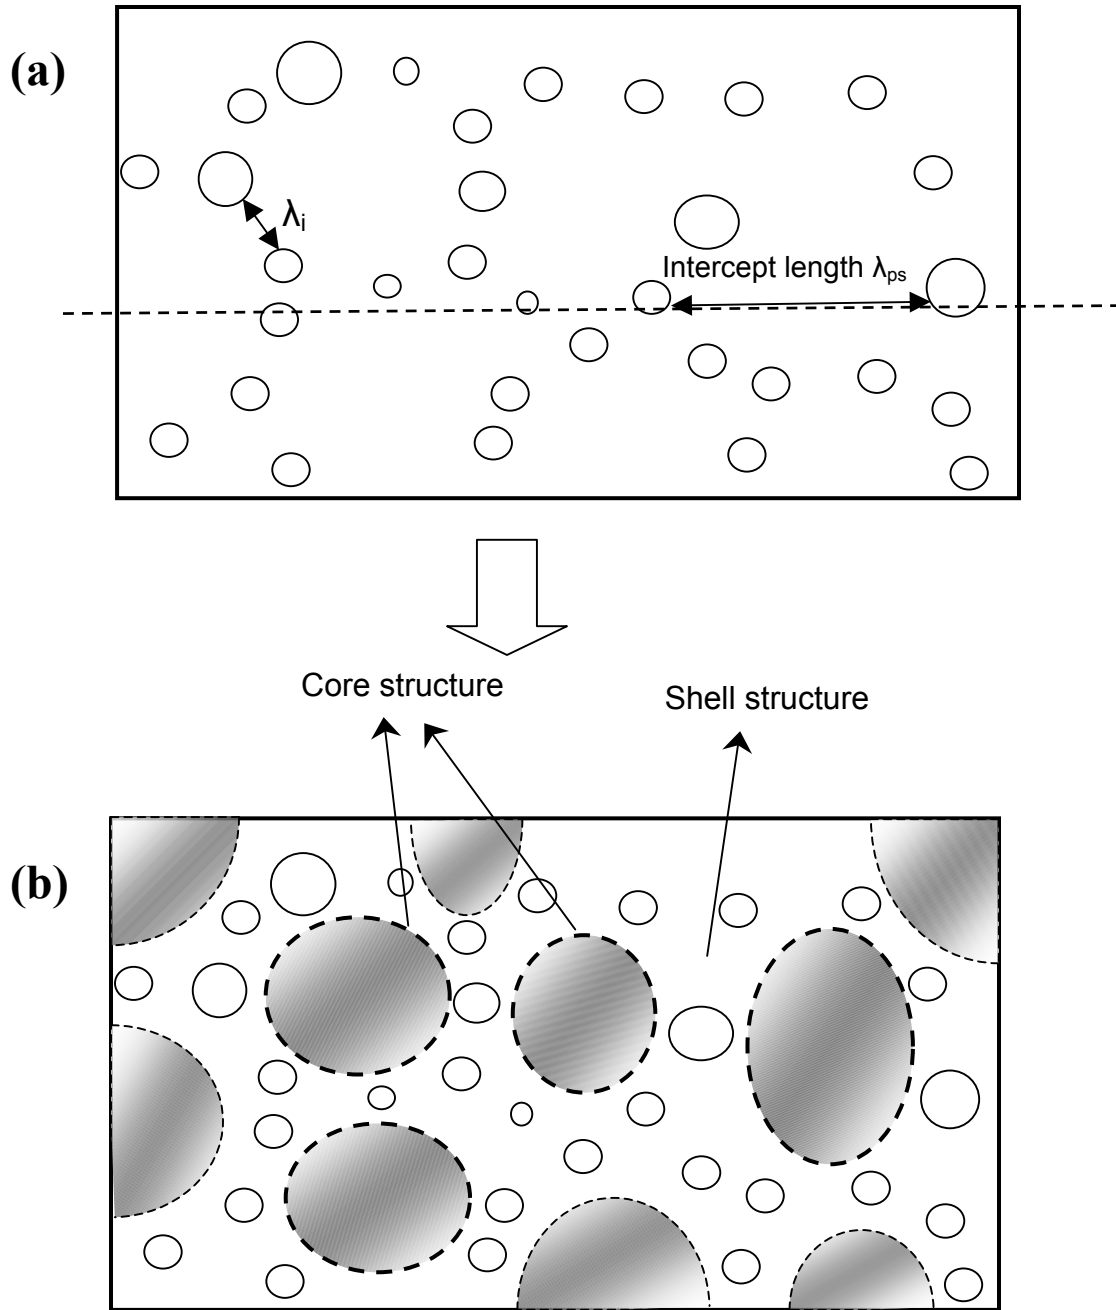 (a)
λi
Intercept length λps
Core structure
Shell structure
(b)